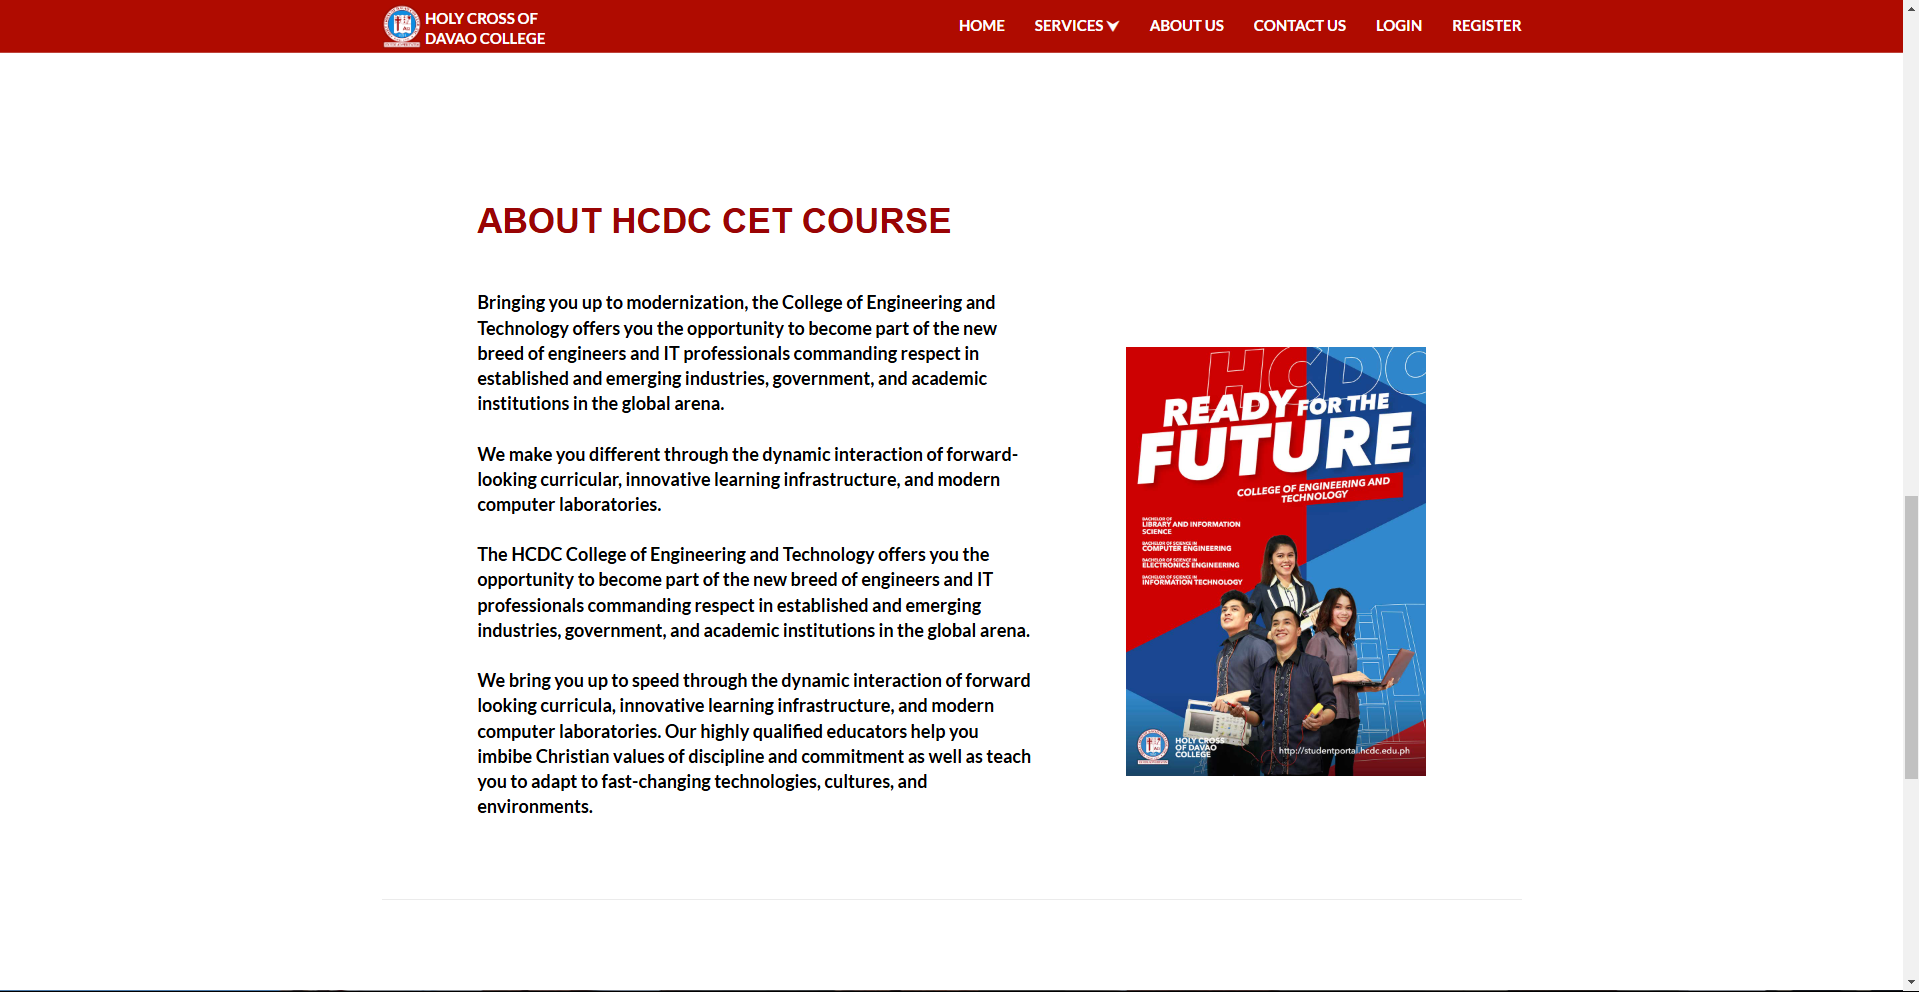 HOLY CROSS OF
DAVAO COLLEGE
HOME
SERVICES
ABOUT US
CONTACT US
LOGIN
REGISTER
ABOUT HCDC CET COURSE
Bringing you up to modernization, the College of Engineering and
Technology offers you the opportunity to become part of the new
breed of engineers and IT professionals commanding respect in
established and emerging industries, government, and academic
institutions in the global arena.
We make you different through the dynamic interaction of forward-
looking curricular, innovative learning infrastructure, and modern
computer laboratories.
The HCDC College of Engineering and Technology offers you the
opportunity to become part of the new breed of engineers and IT
professionals commanding respect in established and emerging
industries, government, and academic institutions in the global arena.
We bring you up to speed through the dynamic interaction of forward
looking curricula, innovative learning infrastructure, and modern
computer laboratories. Our highly qualified educators help you
imbibe Christian values of discipline and commitment as well as teach
you to adapt to fast-changing technologies, cultures, and
environments.
HCDC
READY FOR THE
FUTURE
COLLEGE OF ENGINEERING AND
TECHNOLOGY
BACHELOR OF
LIBRARY AND INFORMATION
SCIENCE
BACHELOR OF SCIENCE IN
COMPUTER ENGINEERING
BACHELOR OF SCIENCE IN
ELECTRONICS ENGINEERING
BACHELOR OF SCIENCE IN
INFORMATION TECHNOLOGY
HOLY CROSS
OF DAVAO
COLLEGE
http://studentportal.hcdc.edu.ph